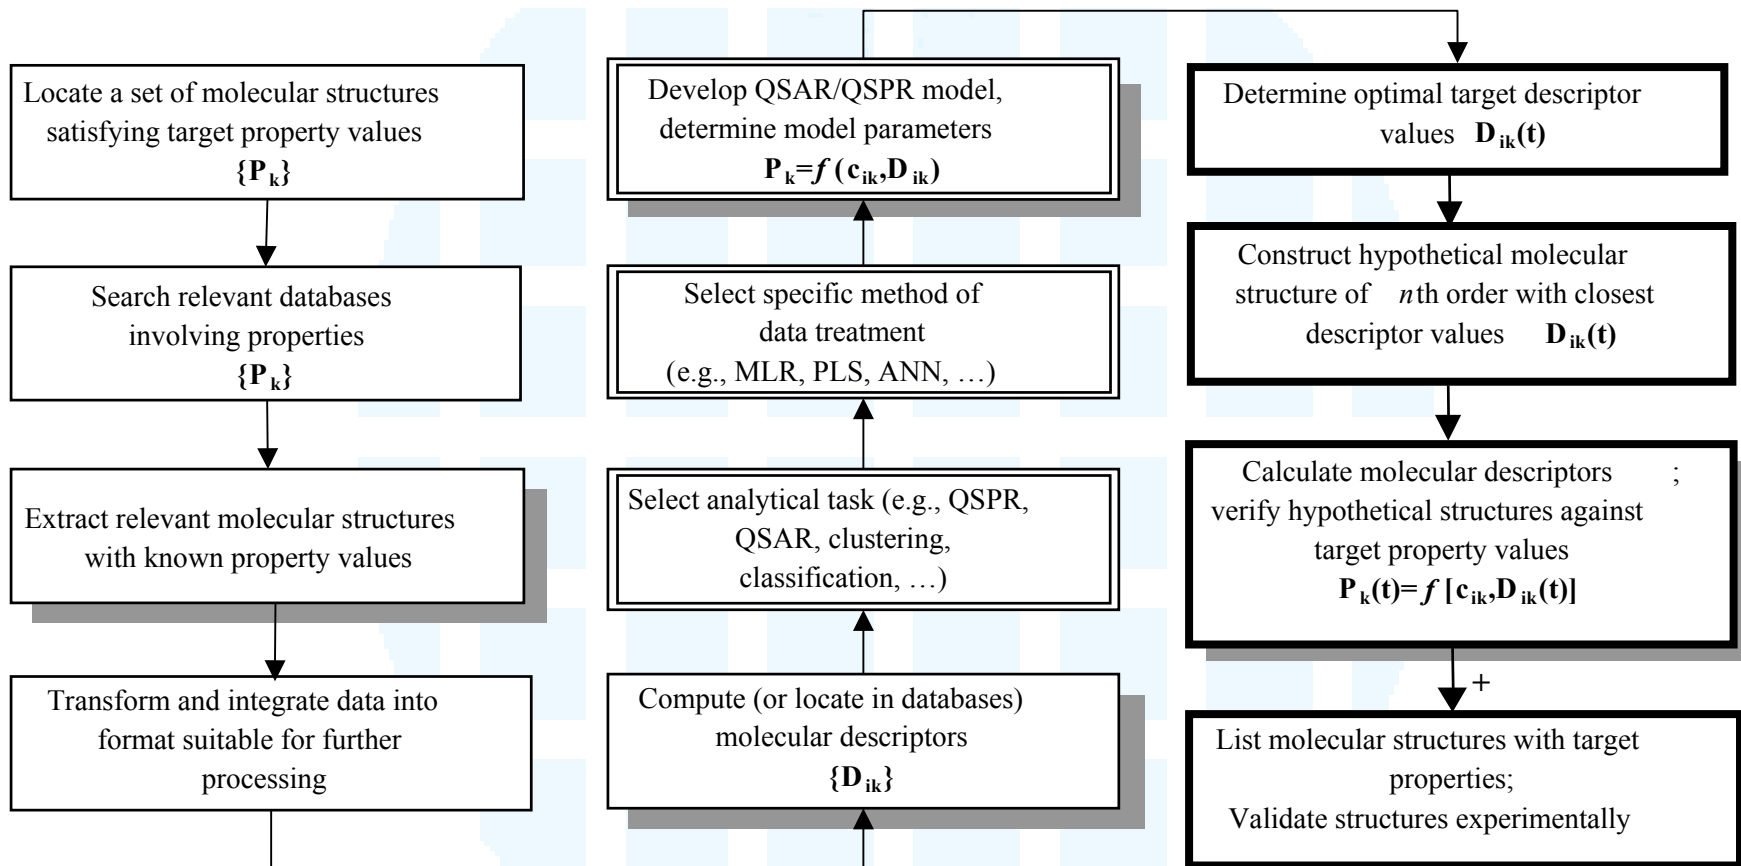 Locate a set of molecular structures
satisfying target property values
{Pk}
Search relevant databases
involving properties
{Pk}
Extract relevant molecular structures
with known property values
Transform and integrate data into
format suitable for further
processing
Develop QSAR/QSPR model,
determine model parameters
Pk=f(cik,Dik)
Select specific method of
data treatment
(e.g., MLR, PLS, ANN, …)
Select analytical task (e.g., QSPR,
QSAR, clustering,
classification, …)
Compute (or locate in databases)
molecular descriptors
{Dik}
Determine optimal target descriptor
values Dik(t)
Construct hypothetical molecular
structure of nth order with closest
descriptor values Dik(t)
Calculate molecular descriptors ;
verify hypothetical structures against
target property values
Pk(t)=f[cik,Dik(t)]
+
List molecular structures with target
properties;
Validate structures experimentally